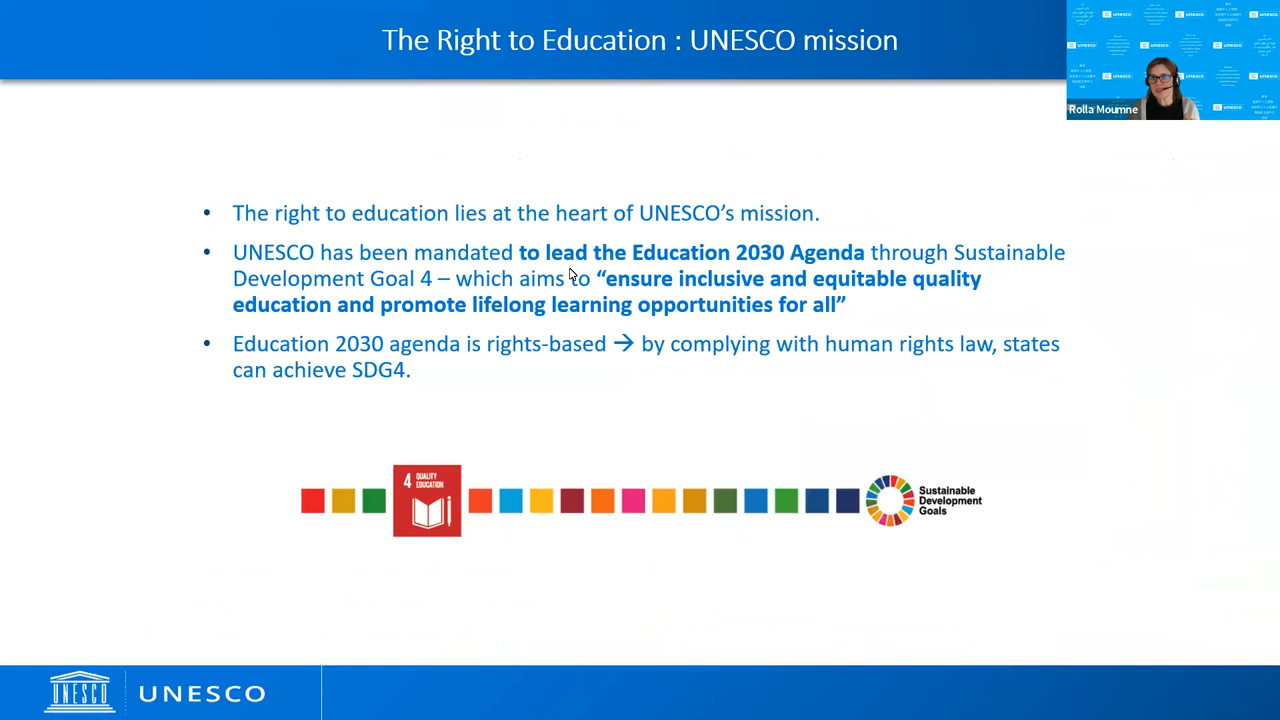 The Right to Education : UNESCO mission
Rolla Moumne
• The right to education lies at the heart of UNESCO’s mission.
• UNESCO has been mandated to lead the Education 2030 Agenda through Sustainable
Development Goal 4 – which aims to “ensure inclusive and equitable quality
education and promote lifelong learning opportunities for all”
• Education 2030 agenda is rights-based → by complying with human rights law, states
can achieve SDG4.
4 QUALITY
EDUCATION
Sustainable
Development
Goals
UNESCO
UNESCO